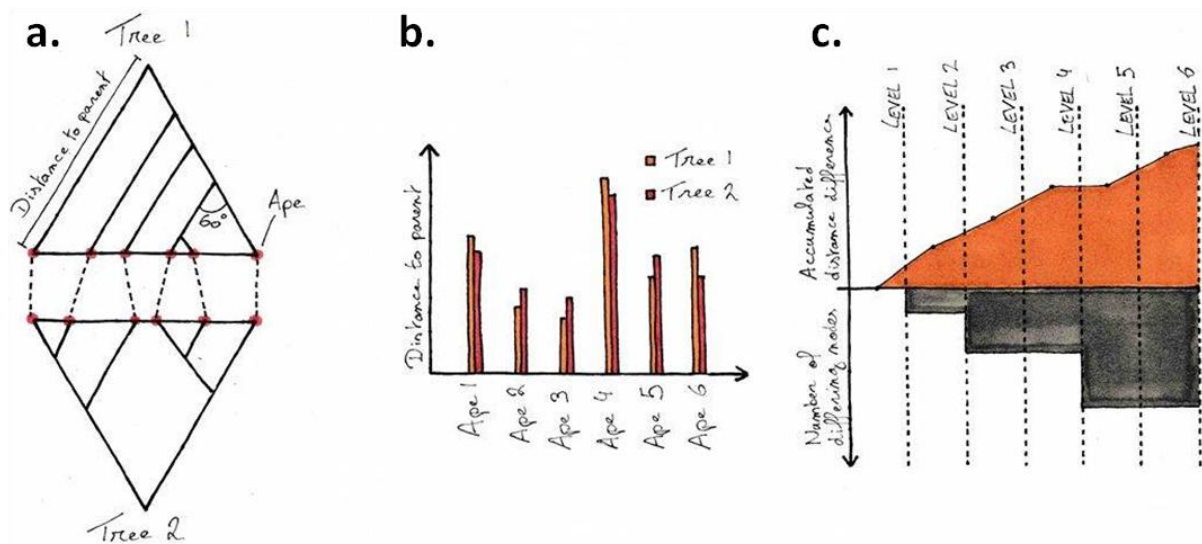 a.
Tree 1
Distance to parent
60°
Ape
Tree 2
b.
Distance to parent
Tree 1
Tree 2
Ape 1
Ape 2
Ape 3
Ape 4
Ape 5
Ape 6
c.
LEVEL 1
LEVEL 2
LEVEL 3
LEVEL 4
LEVEL 5
LEVEL 6
Accumulated
distance difference
Number of
differing nodes